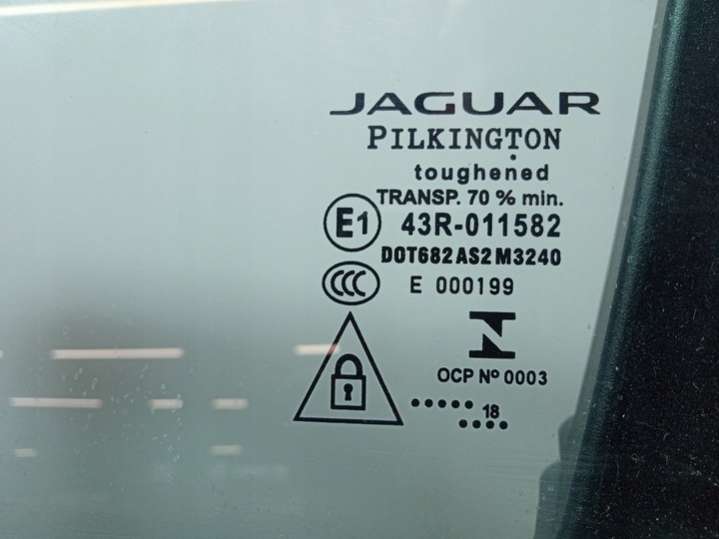 JAGUAR
PILKINGTON
toughened
TRANSP. 70 % min.
E1 43R-011582
DOT682 AS2 M3240
CCC E 000199
OCP Nº 0003
18